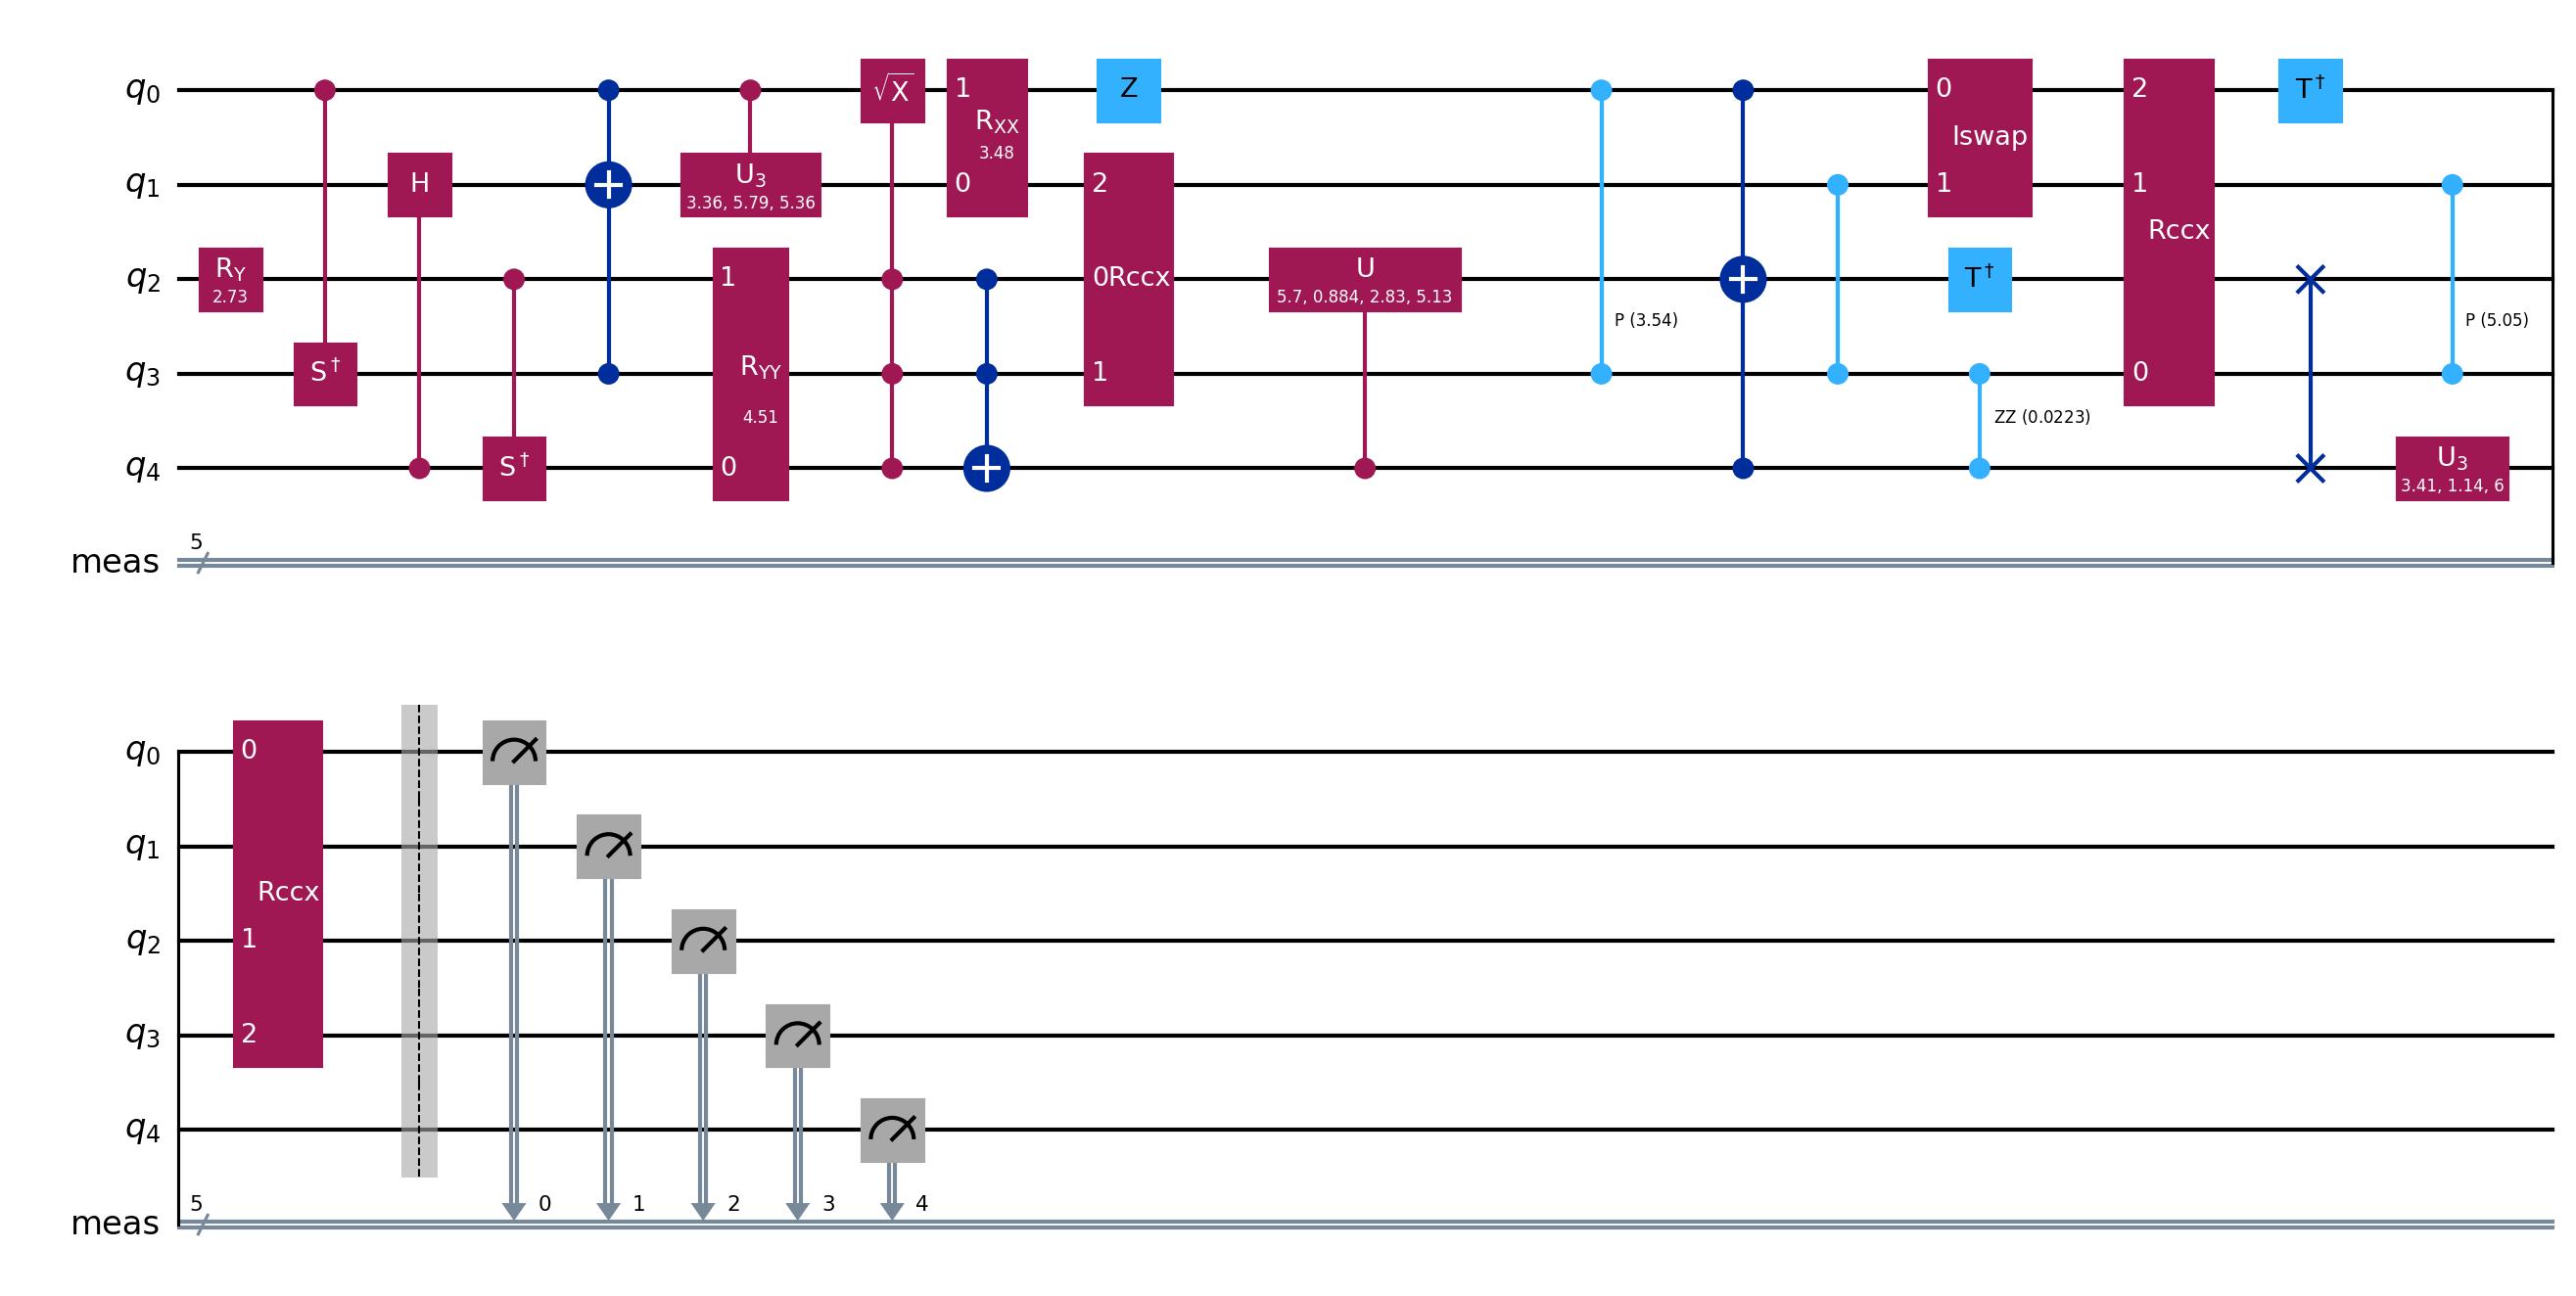 q0 √X 1 Z 0 2 T†
RXX Iswap
3.48
q1 H U3 0 2 1 1
3.36, 5.79, 5.36
Rccx
q2 RY 1 0Rccx U T†
2.73 5.7, 0.884, 2.83, 5.13
P (3.54) P (5.05)
q3 S† RYY 1 0
4.51 ZZ (0.0223)
q4 S† 0 U3
3.41, 1.14, 6
5
meas
q0 0
q1
Rccx
q2 1
q3 2
q4
5 0 1 2 3 4
meas